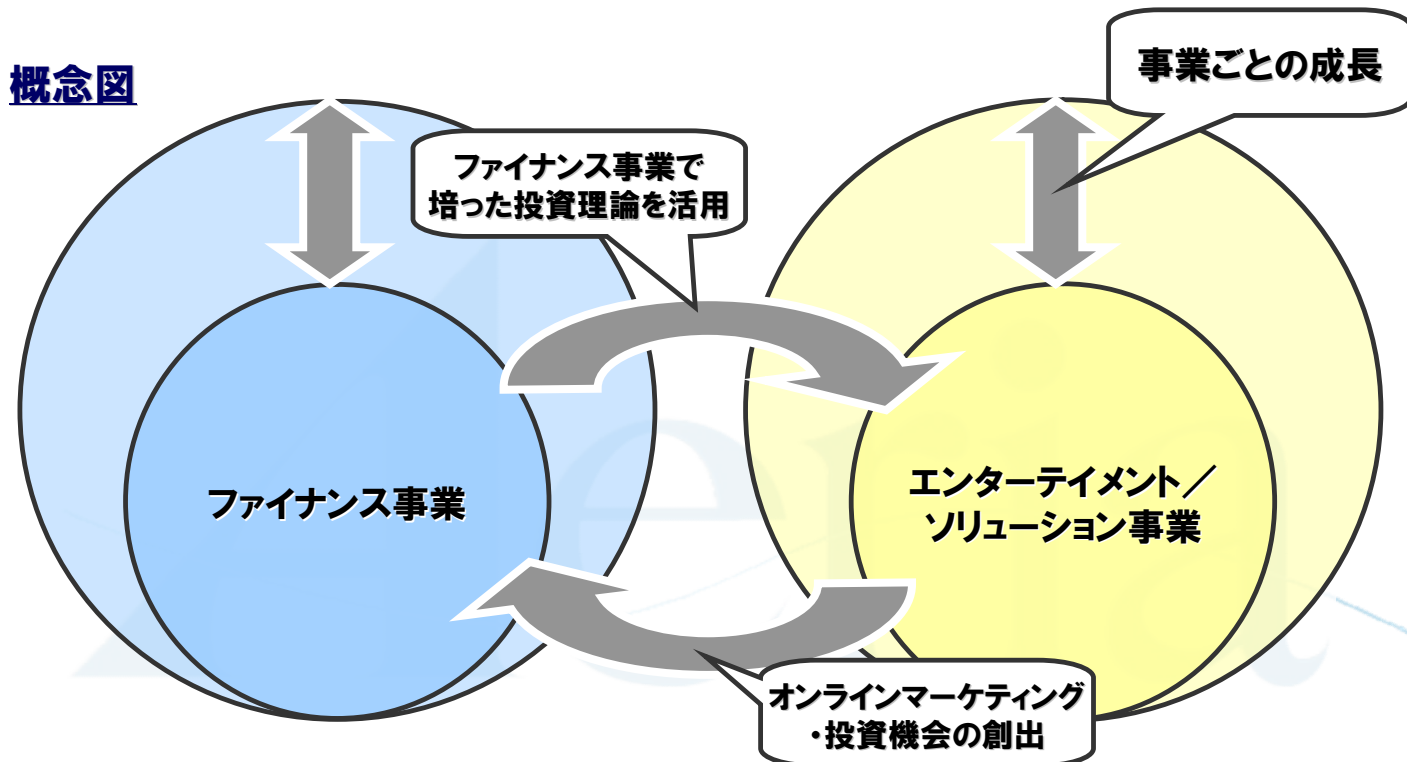 概念図
事業ごとの成長
ファイナンス事業で
培った投資理論を活用
ファイナンス事業
エンターテイメント／
ソリューション事業
オンラインマーケティング
・投資機会の創出
Aeria